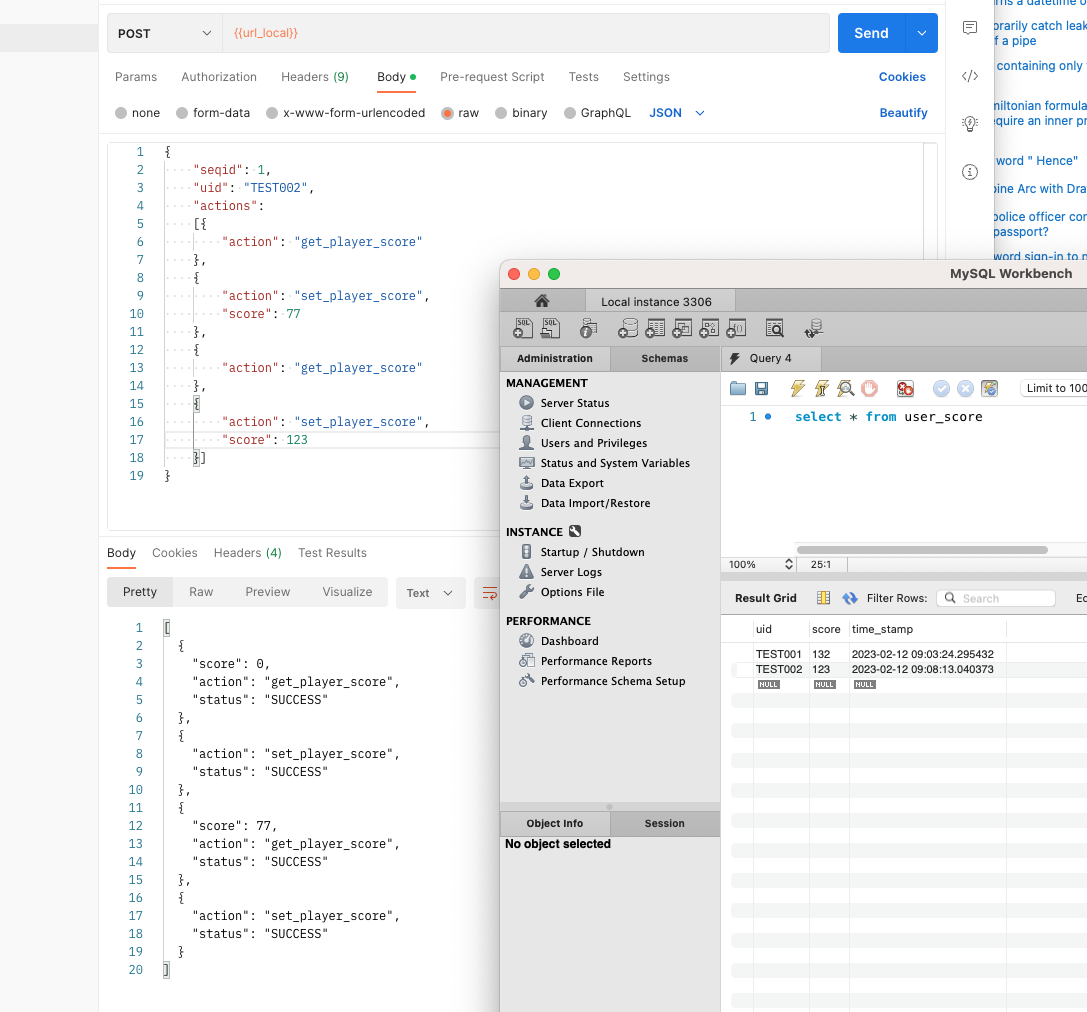 POST
{{url_local}}
Send
Params
Authorization
Headers (9)
Body
Pre-request Script
Tests
Settings
Cookies
none
form-data
x-www-form-urlencoded
raw
binary
GraphQL
JSON
Beautify
1 {
2 "seqid": 1,
3 "uid": "TEST002",
4 "actions":
5 [{
6 "action": "get_player_score"
7 },
8 {
9 "action": "set_player_score",
10 "score": 77
11 },
12 {
13 "action": "get_player_score"
14 },
15 {
16 "action": "set_player_score",
17 "score": 123
18 }]
19 }
Body
Cookies
Headers (4)
Test Results
Pretty
Raw
Preview
Visualize
Text
1 [
2 {
3 "score": 0,
4 "action": "get_player_score",
5 "status": "SUCCESS"
6 },
7 {
8 "action": "set_player_score",
9 "status": "SUCCESS"
10 },
11 {
12 "score": 77,
13 "action": "get_player_score",
14 "status": "SUCCESS"
15 },
16 {
17 "action": "set_player_score",
18 "status": "SUCCESS"
19 }
20 ]
a datetime o
catch leak
f a pipe
containing only
formula
an inner pr
word " Hence"
Arc with Dra
police officer cor
passport?
word sign-in to n
MySQL Workbench
Local instance 3306
Administration
Schemas
MANAGEMENT
Server Status
Client Connections
Users and Privileges
Status and System Variables
Data Export
Data Import/Restore
INSTANCE
Startup / Shutdown
Server Logs
Options File
PERFORMANCE
Dashboard
Performance Reports
Performance Schema Setup
Object Info
Session
No object selected
Query 4
Limit to 100
1 select * from user_score
100%
25:1
Result Grid
Filter Rows:
Search
Ed
uid score time_stamp
TEST001 132 2023-02-12 09:03:24.295432
TEST002 123 2023-02-12 09:08:13.040373
NULL NULL NULL